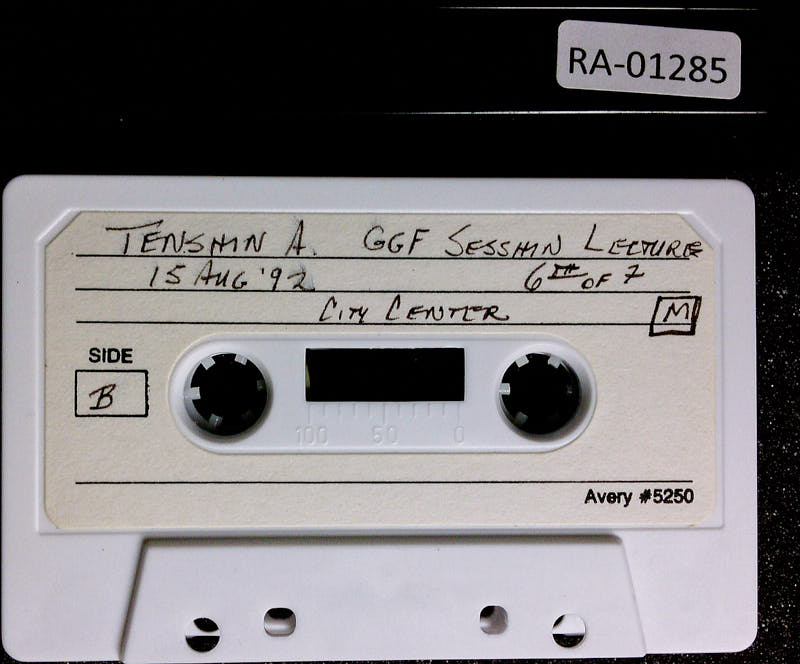 RA-01285
TENSHIN A. GGF SESSHIN LECTURE
15 AUG '92 6TH OF 7
CITY CENTER
M
SIDE
B
100 50 0
Avery #5250